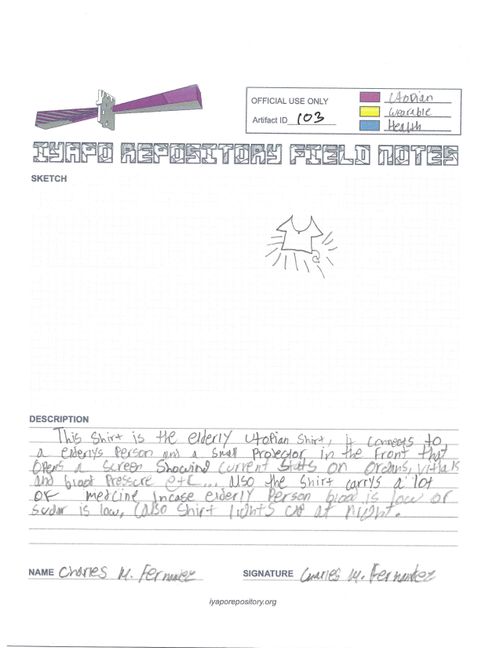 OFFICIAL USE ONLY
Artifact ID 103
Utopian
Wearable
Health
IYAPO REPOSITORY FIELD NOTES
SKETCH
DESCRIPTION
This Shirt is the elderly Utopian Shirt, it connects to
a elderlys Person and a small Projector in the Front that
opens a screen Showing current Stats on organs, vitals
and blood Pressure etc... Also the Shirt carrys a lot
of medcine Incase elderly Person blood is low or
sugar is low, (also Shirt lights up at night.
NAME Charles M. Fernandez
SIGNATURE Charles M. Fernandez
iyaporepository.org